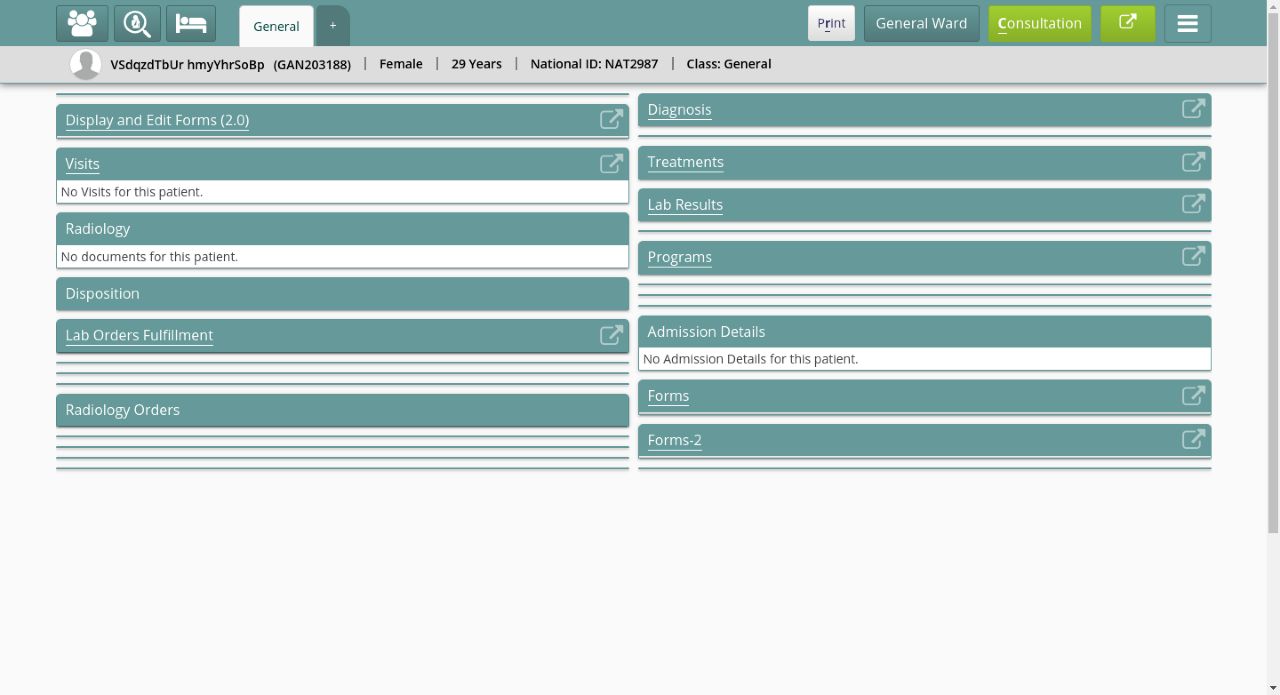 General
+
Print
General Ward
Consultation
VSdqzdTbUr hmyYhrSoBp (GAN203188) | Female | 29 Years | National ID: NAT2987 | Class: General
Display and Edit Forms (2.0)
Visits
No Visits for this patient.
Radiology
No documents for this patient.
Disposition
Lab Orders Fulfillment
Radiology Orders
Diagnosis
Treatments
Lab Results
Programs
Admission Details
No Admission Details for this patient.
Forms
Forms-2